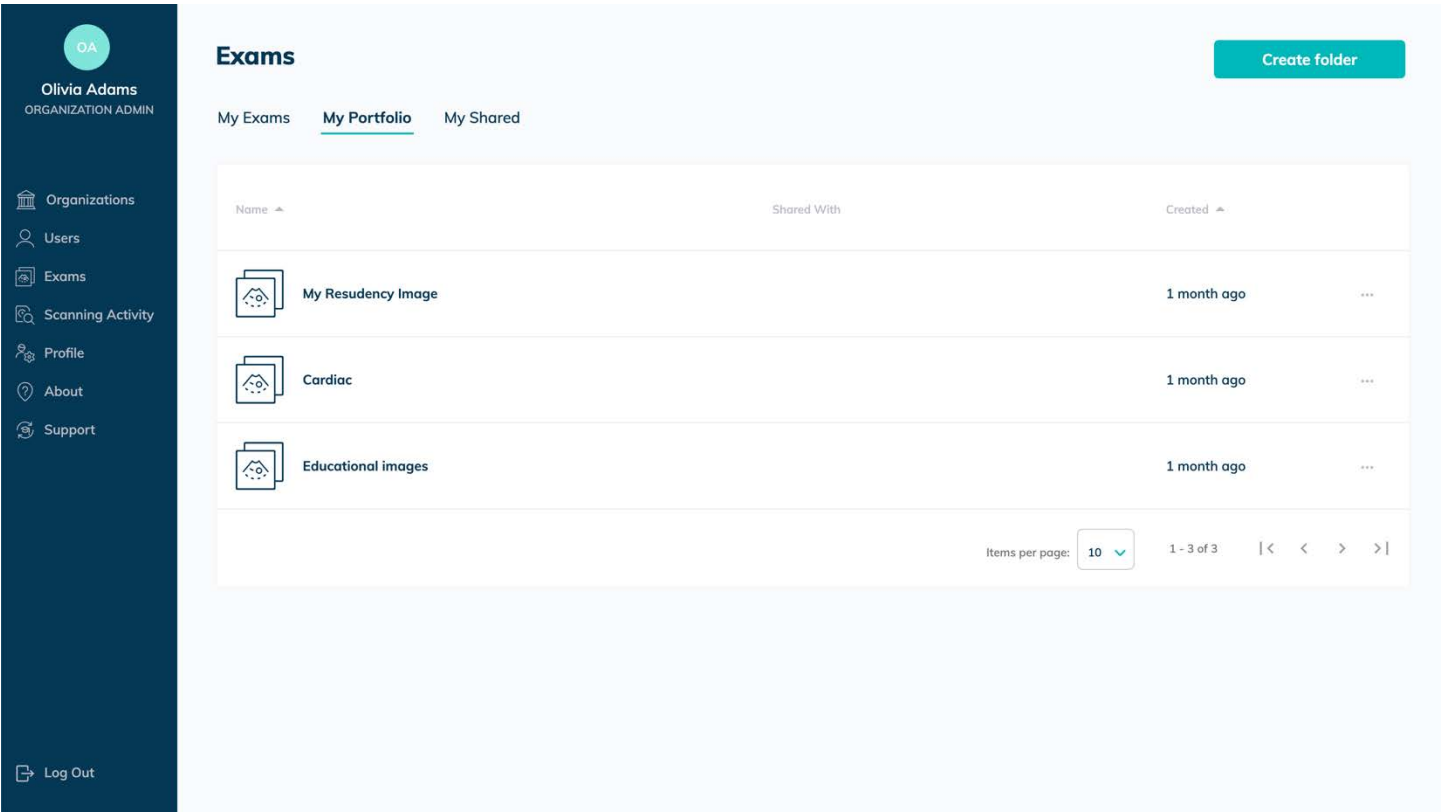 OA
Olivia Adams
ORGANIZATION ADMIN
Organizations
Users
Exams
Scanning Activity
Profile
About
Support
Log Out
Exams
Create folder
My Exams My Portfolio My Shared
Name Shared With Created
My Resudency Image 1 month ago ...
Cardiac 1 month ago ...
Educational images 1 month ago ...
Items per page: 10 1 - 3 of 3